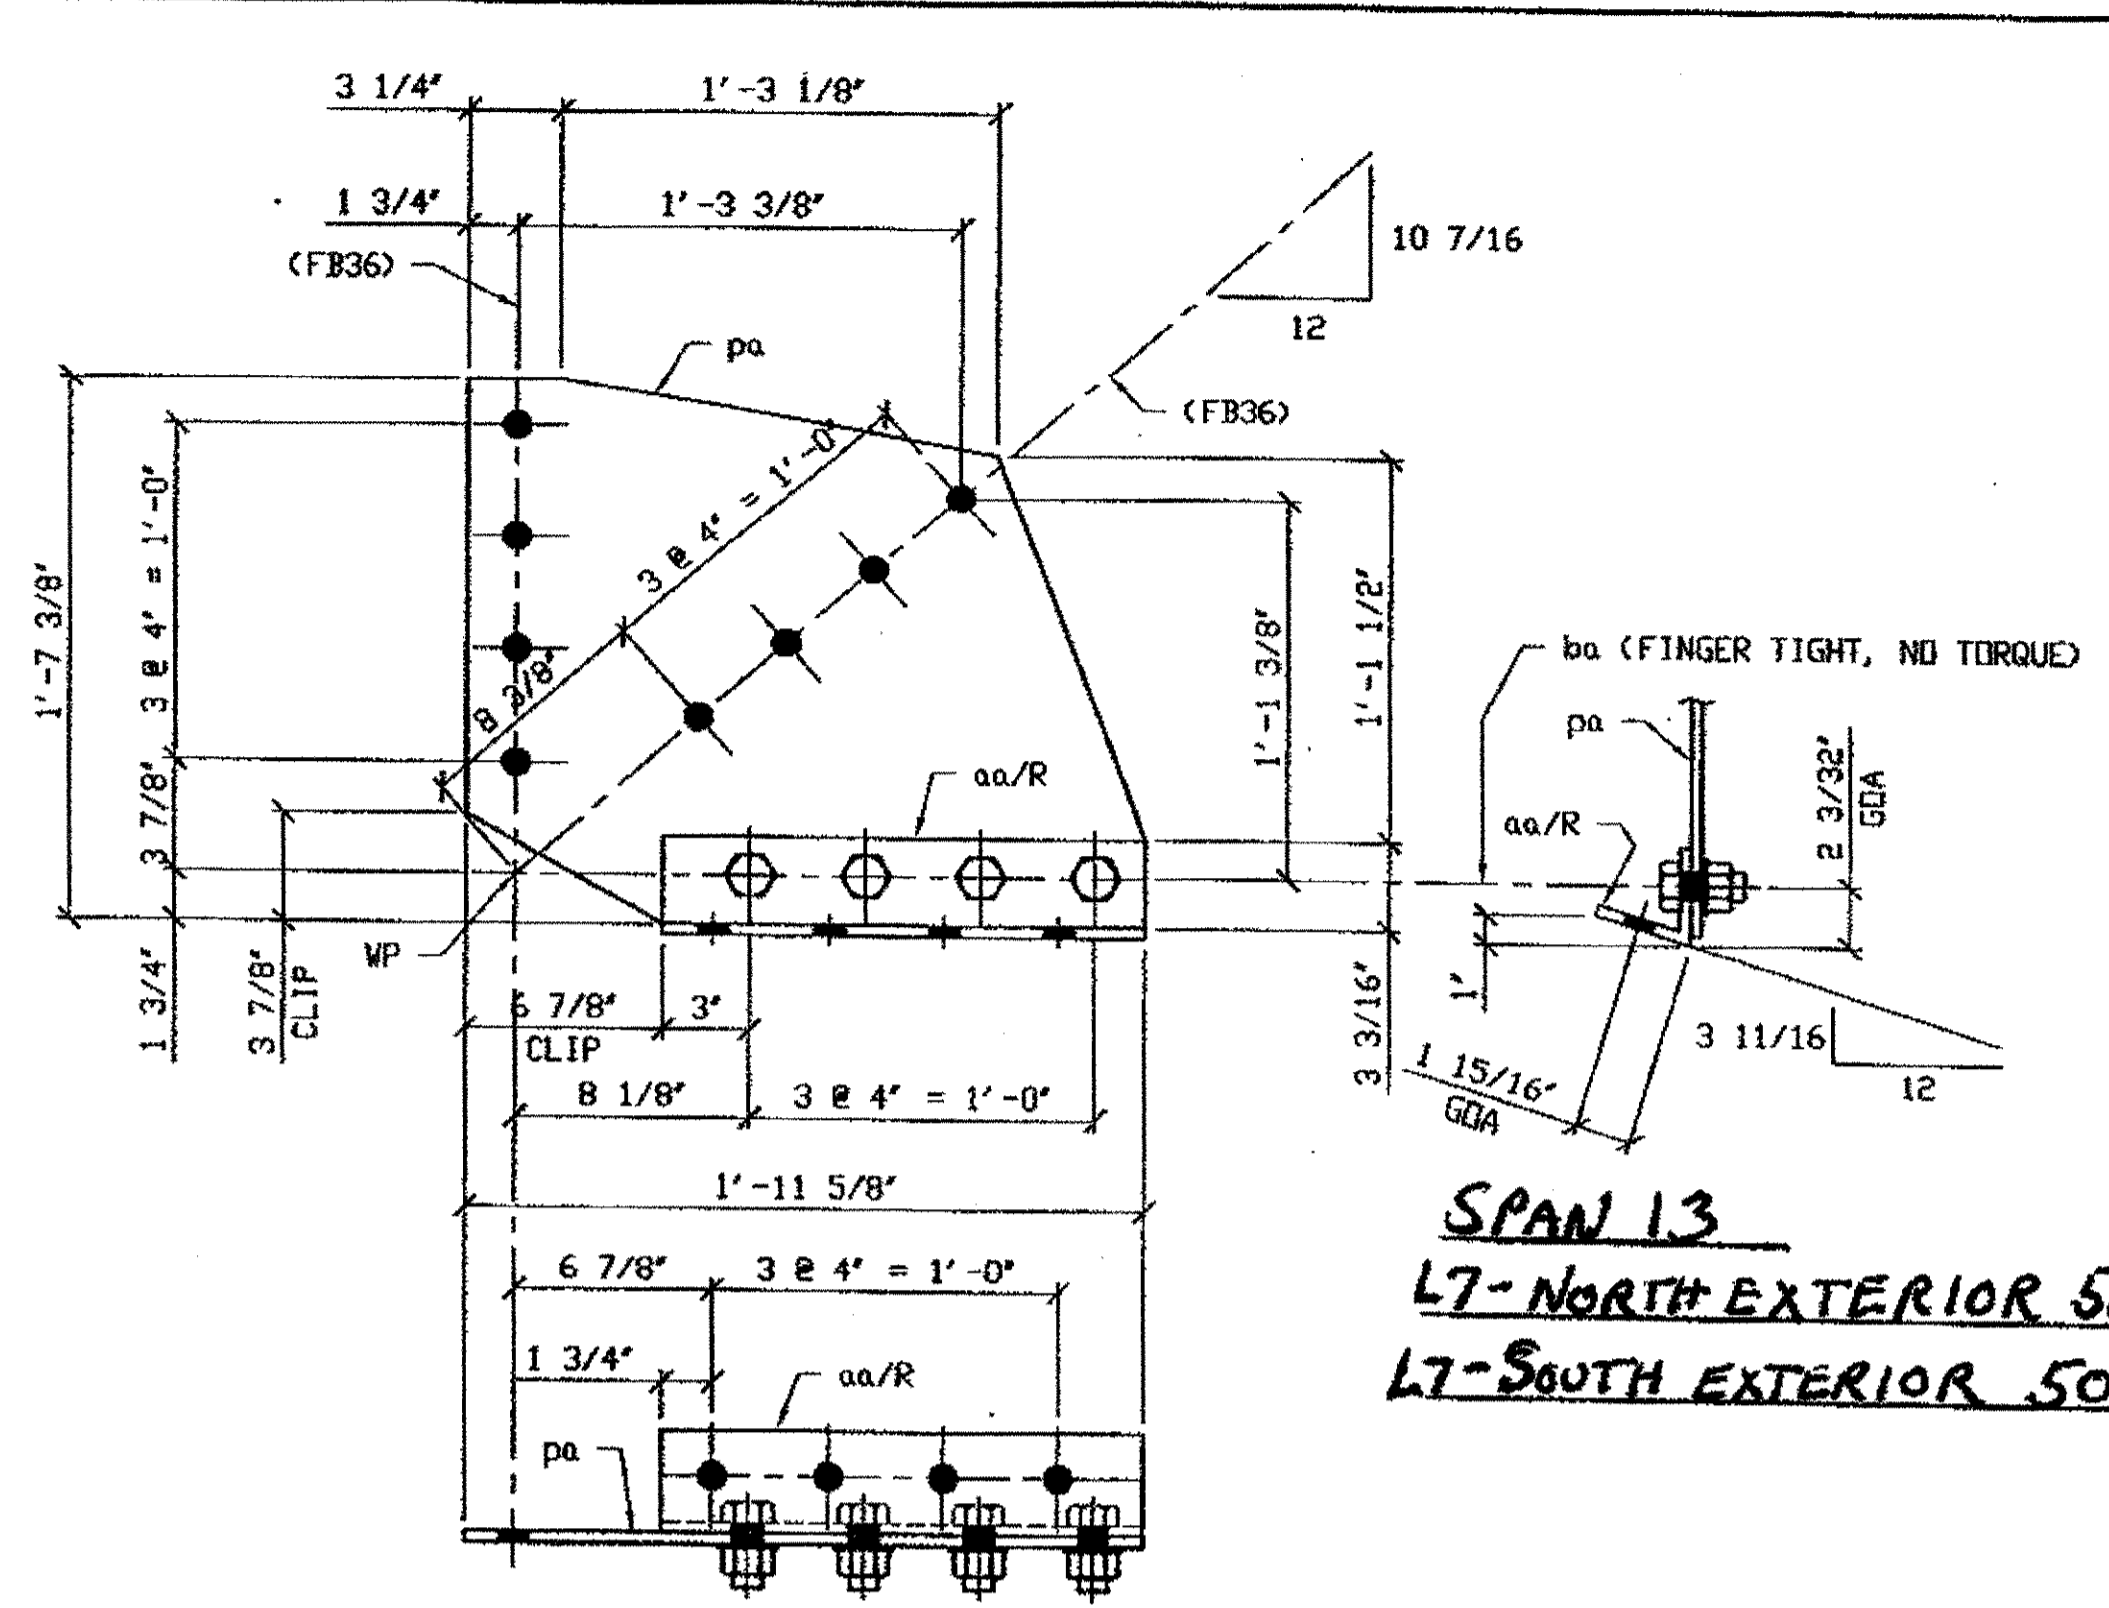 3 1/4"
1'-3 1/8"
1 3/4"
1'-3 3/8"
(FB36)
10 7/16
12
pa
(FB36)
3 @ 4" = 1'-0"
3 @ 4" = 1'-0"
1'-7 3/8"
8 3/8"
3 7/8"
1 3/4"
3 7/8"
CLIP
WP
aa/R
1'-1 3/8"
1'-1 1/2"
3 3/16"
ba (FINGER TIGHT, NO TORQUE)
pa
aa/R
2 3/32"
GOA
1"
1 15/16"
GOA
3 11/16
12
6 7/8"
CLIP
3"
8 1/8"
3 @ 4" = 1'-0"
1'-11 5/8"
6 7/8"
3 @ 4" = 1'-0"
1 3/4"
aa/R
pa
SPAN 13
L7-NORTH EXTERIOR
L7-SOUTH EXTERIOR